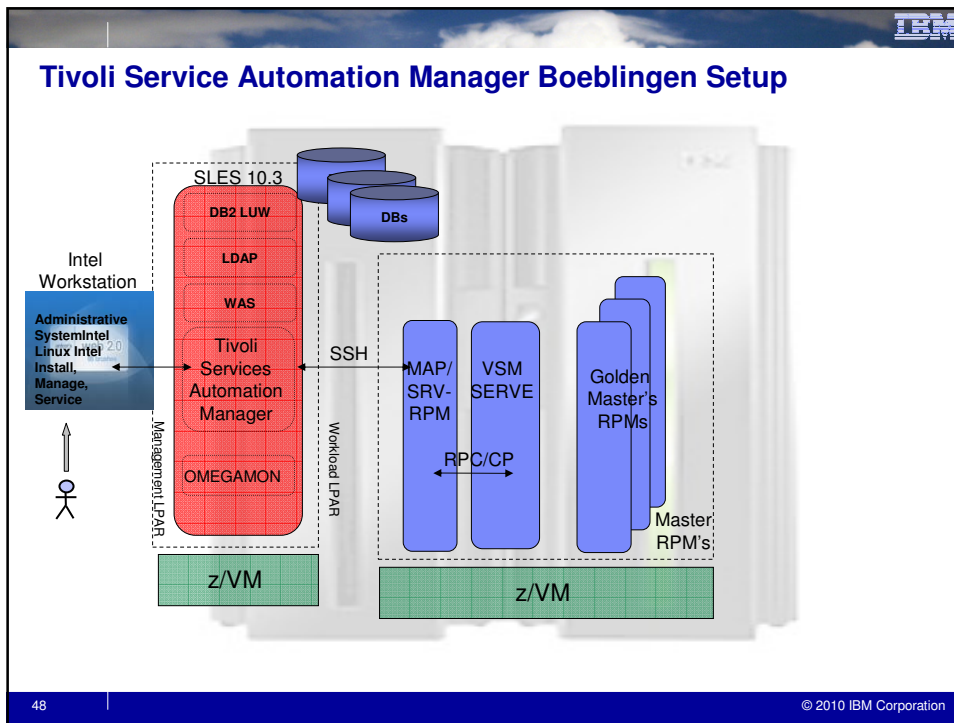 IBM
Tivoli Service Automation Manager Boeblingen Setup
SLES 10.3
DB2 LUW
LDAP
WAS
Tivoli
Services
Automation
Manager
OMEGAMON
DBs
Intel
Workstation
Administrative
SystemIntel
Linux Intel
Install,
Manage,
Service
Management LPAR
Workload LPAR
SSH
MAP/
SRV-
RPM
VSM
SERVE
RPC/CP
Golden
Master's
RPMs
Master
RPM's
z/VM
z/VM
48
© 2010 IBM Corporation